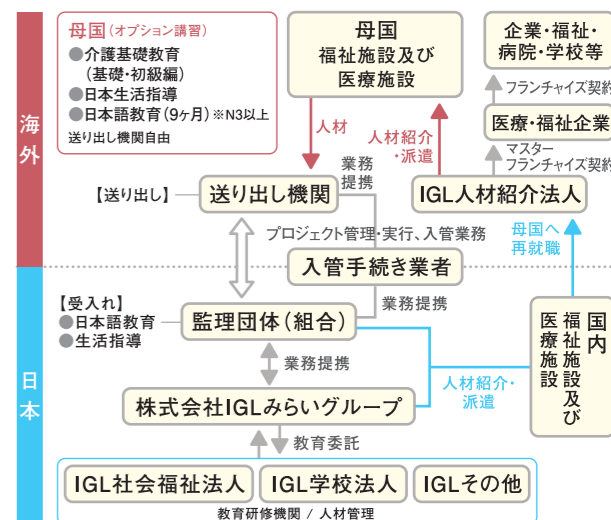 海外
母国(オプション講習)
●介護基礎教育
(基礎・初級編)
●日本生活指導
●日本語教育(9ヶ月)※N3以上
送り出し機関自由
母国
福祉施設及び
医療施設
企業・福祉・
病院・学校等
フランチャイズ契約
医療・福祉企業
マスター
フランチャイズ契約
人材
人材紹介
・派遣
業務
提携
【送り出し】
送り出し機関
IGL人材紹介法人
プロジェクト管理・実行、入管業務
母国へ
再就職
入管手続き業者
日本
【受入れ】
●日本語教育
●生活指導
監理団体(組合)
業務提携
国内
福祉施設及び
医療施設
業務提携
人材紹介・
派遣
株式会社IGLみらいグループ
教育委託
IGL社会福祉法人
IGL学校法人
IGLその他
教育研修機関 / 人材管理